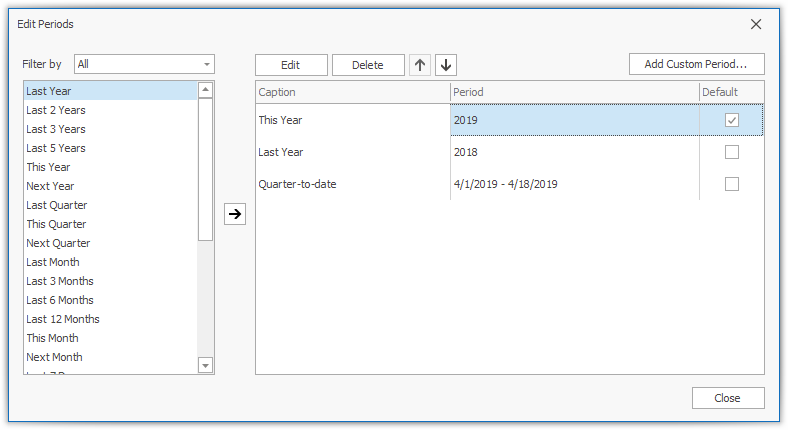 Edit Periods
Filter by All
Edit Delete Add Custom Period...
Last Year
Last 2 Years
Last 3 Years
Last 5 Years
This Year
Next Year
Last Quarter
This Quarter
Next Quarter
Last Month
Last 3 Months
Last 6 Months
Last 12 Months
This Month
Next Month
Caption Period Default
This Year 2019
Last Year 2018
Quarter-to-date 4/1/2019 - 4/18/2019
Close